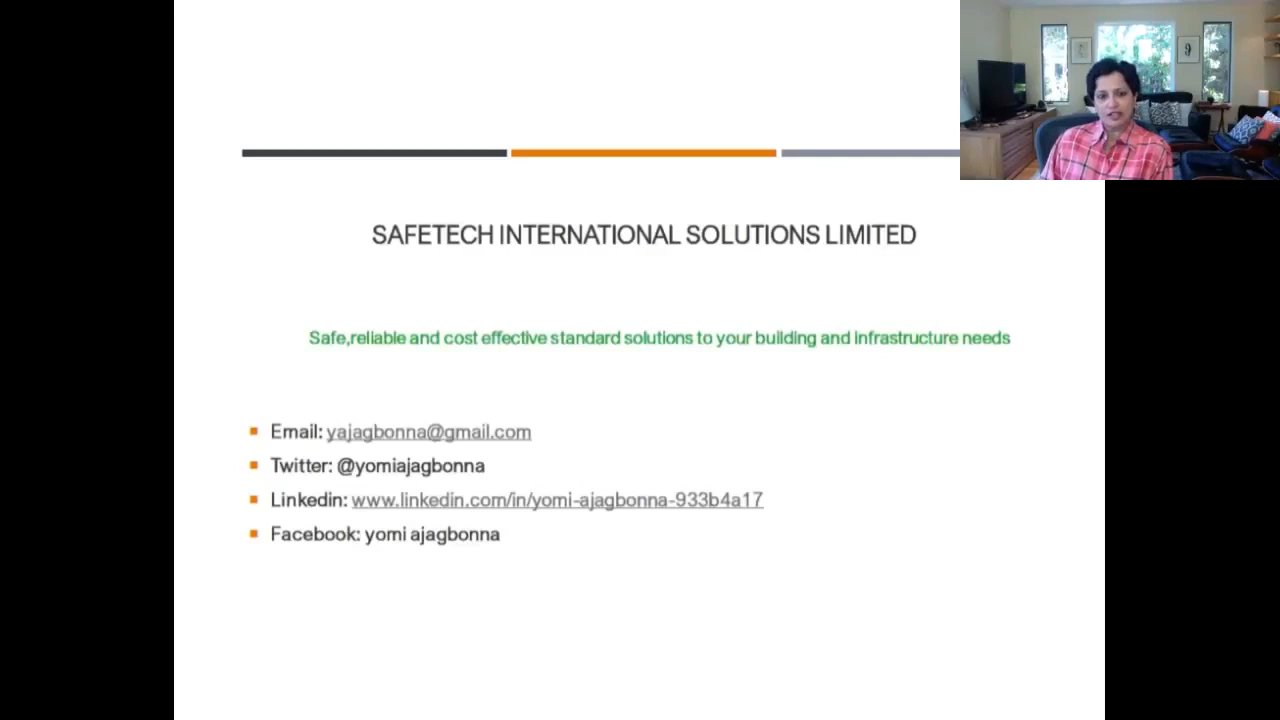 SAFETECH INTERNATIONAL SOLUTIONS LIMITED
Safe,reliable and cost effective standard solutions to your building and infrastructure needs
Email: yajagbonna@gmail.com
Twitter: @yomiajagbonna
Linkedin: www.linkedin.com/in/yomi-ajagbonna-933b4a17
Facebook: yomi ajagbonna